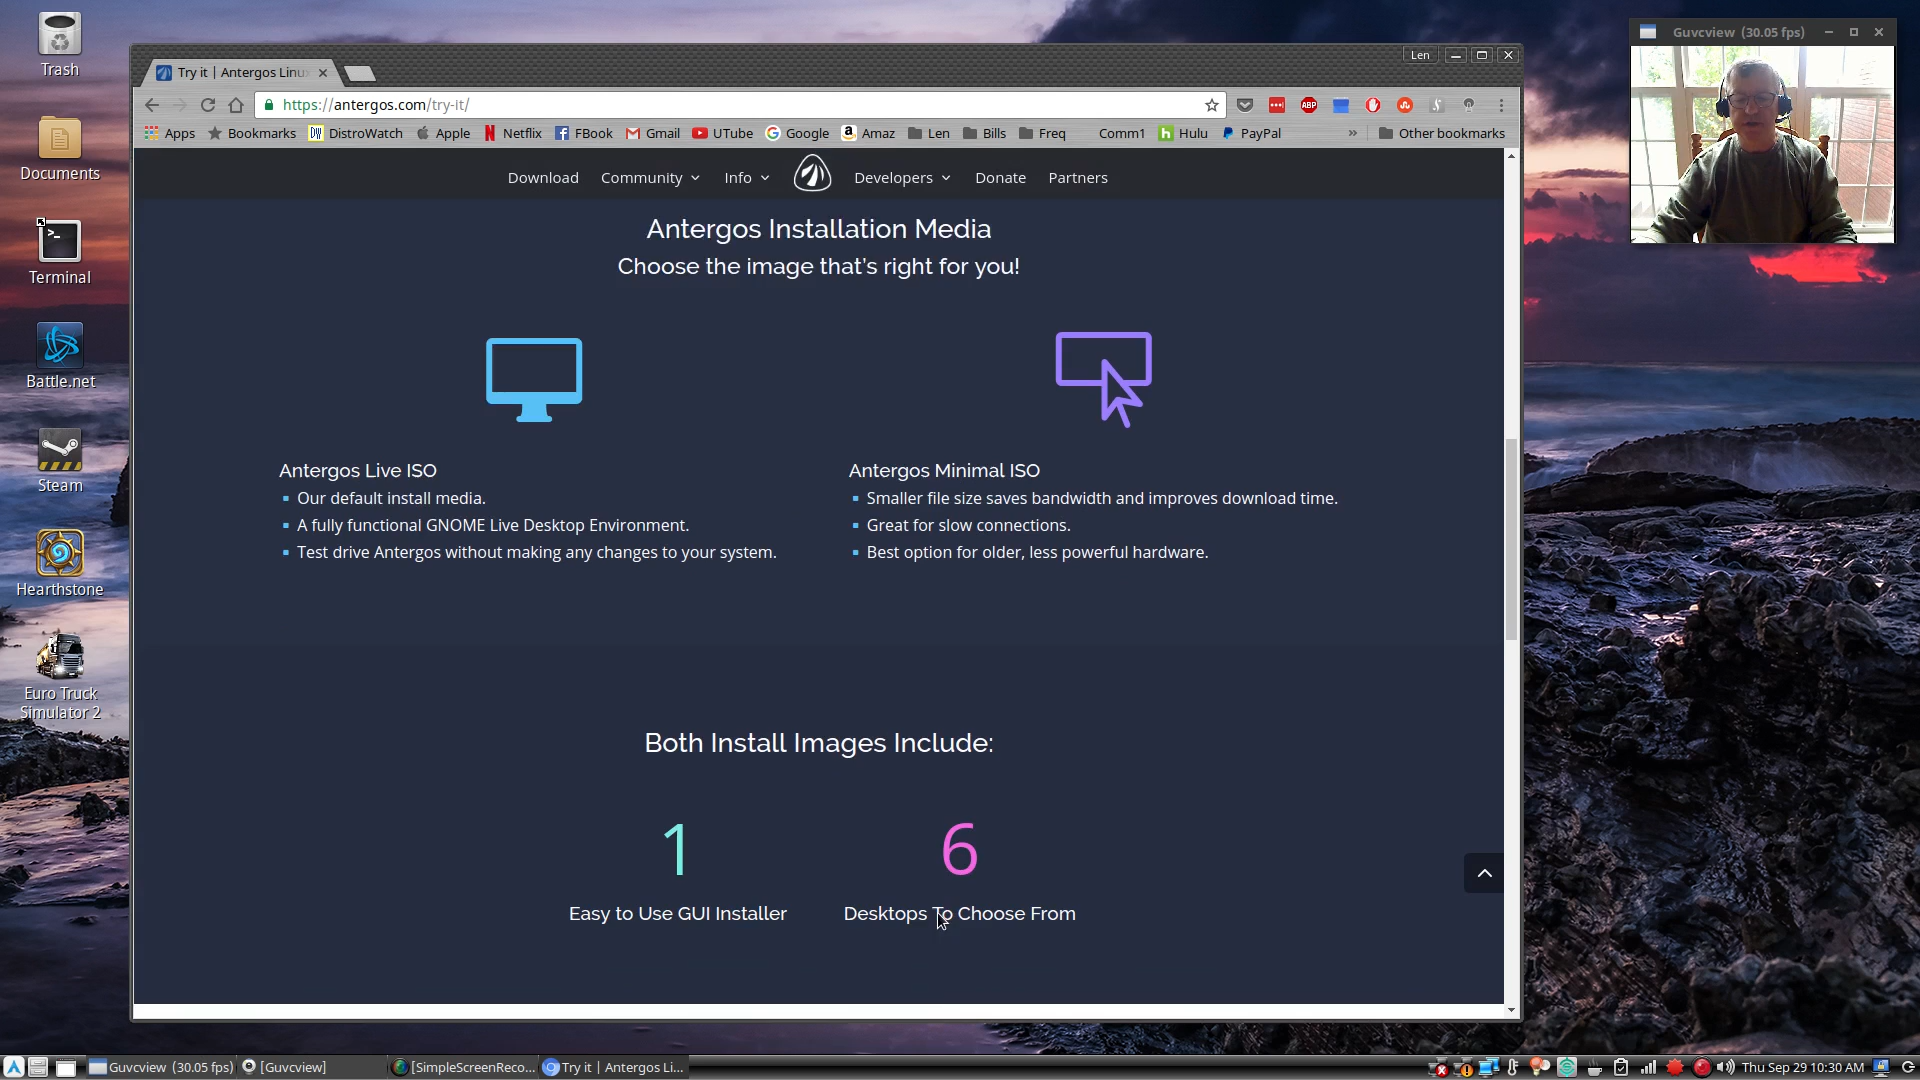 Trash
Documents
Terminal
Battle.net
Steam
Hearthstone
Euro Truck
Simulator 2
Guvcview (30.05 fps)
Len
Try it | Antergos Linu
https://antergos.com/try-it/
ABP
Apps
Bookmarks
DistroWatch
Apple
Netflix
FBook
Gmail
UTube
Google
Amaz
Len
Bills
Freq
Comm1
Hulu
PayPal
»
Other bookmarks
Download
Community
Info
Developers
Donate
Partners
Antergos Installation Media
Choose the image that's right for you!
Antergos Live ISO
Our default install media.
A fully functional GNOME Live Desktop Environment.
Test drive Antergos without making any changes to your system.
Antergos Minimal ISO
Smaller file size saves bandwidth and improves download time.
Great for slow connections.
Best option for older, less powerful hardware.
Both Install Images Include:
1
Easy to Use GUI Installer
6
Desktops To Choose From
Guvcview (30.05 fps)
[Guvcview]
[SimpleScreenReco...
Try it | Antergos Li...
Thu Sep 29 10:30 AM